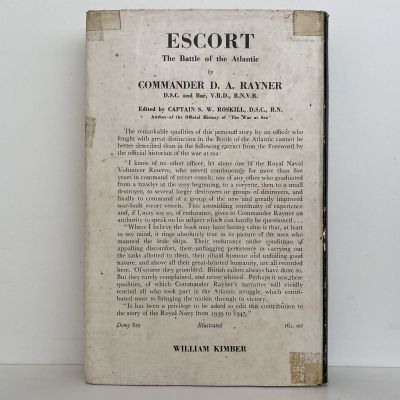 ESCORT
The Battle of the Atlantic
by
COMMANDER D. A. RAYNER
D.S.C. and Bar, V.R.D., R.N.V.R.
Edited by CAPTAIN S. W. ROSKILL, D.S.C., R.N.
Author of the Official History of "The War at Sea"
The remarkable qualities of this personal story by an officer who
fought with great distinction in the Battle of the Atlantic cannot be
better described than in the following extract from the Foreword by
the official historian of the war at sea:
"I know of no other officer, let alone one of the Royal Naval
Volunteer Reserve, who served continuously for more than five
years in command of escort vessels; nor of any other who graduated
from a trawler at the very beginning, to a corvette, then to a small
destroyer, to several larger destroyers or groups of destroyers, and
finally to command of a group of the new and greatly improved
war-built escort vessels. This astonishing continuity of experience
and, if I may say so, of endurance, gives to Commander Rayner an
authority to speak on his subject which can hardly be questioned . . .
"Where I believe the book may have lasting value is that, at least
to my mind, it rings absolutely true in its picture of the men who
manned the little ships. Their endurance under conditions of
appalling discomfort, their unflagging persistence in carrying out
the tasks allotted to them, their ribald humour and unfailing good
nature, and above all their great-hearted humanity, are all recorded
here. Of course they grumbled. British sailors always have done so.
But they rarely complained, and never whined. Perhaps it was these
qualities, of which Commander Rayner's narrative will vividly
remind all who took part in the Atlantic struggle, which contri-
buted most to bringing the nation through to victory.
"It has been a privilege to be asked to edit this contribution to
the story of the Royal Navy from 1939 to 1945."
Demy 8vo Illustrated 16s. net
WILLIAM KIMBER